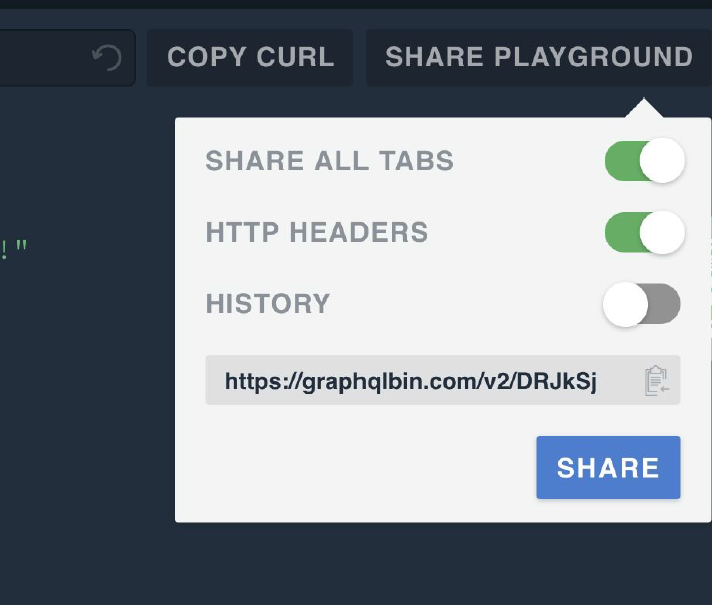 COPY CURL
SHARE PLAYGROUND
SHARE ALL TABS
!"
HTTP HEADERS
HISTORY
https://graphqlbin.com/v2/DRJkSj
SHARE